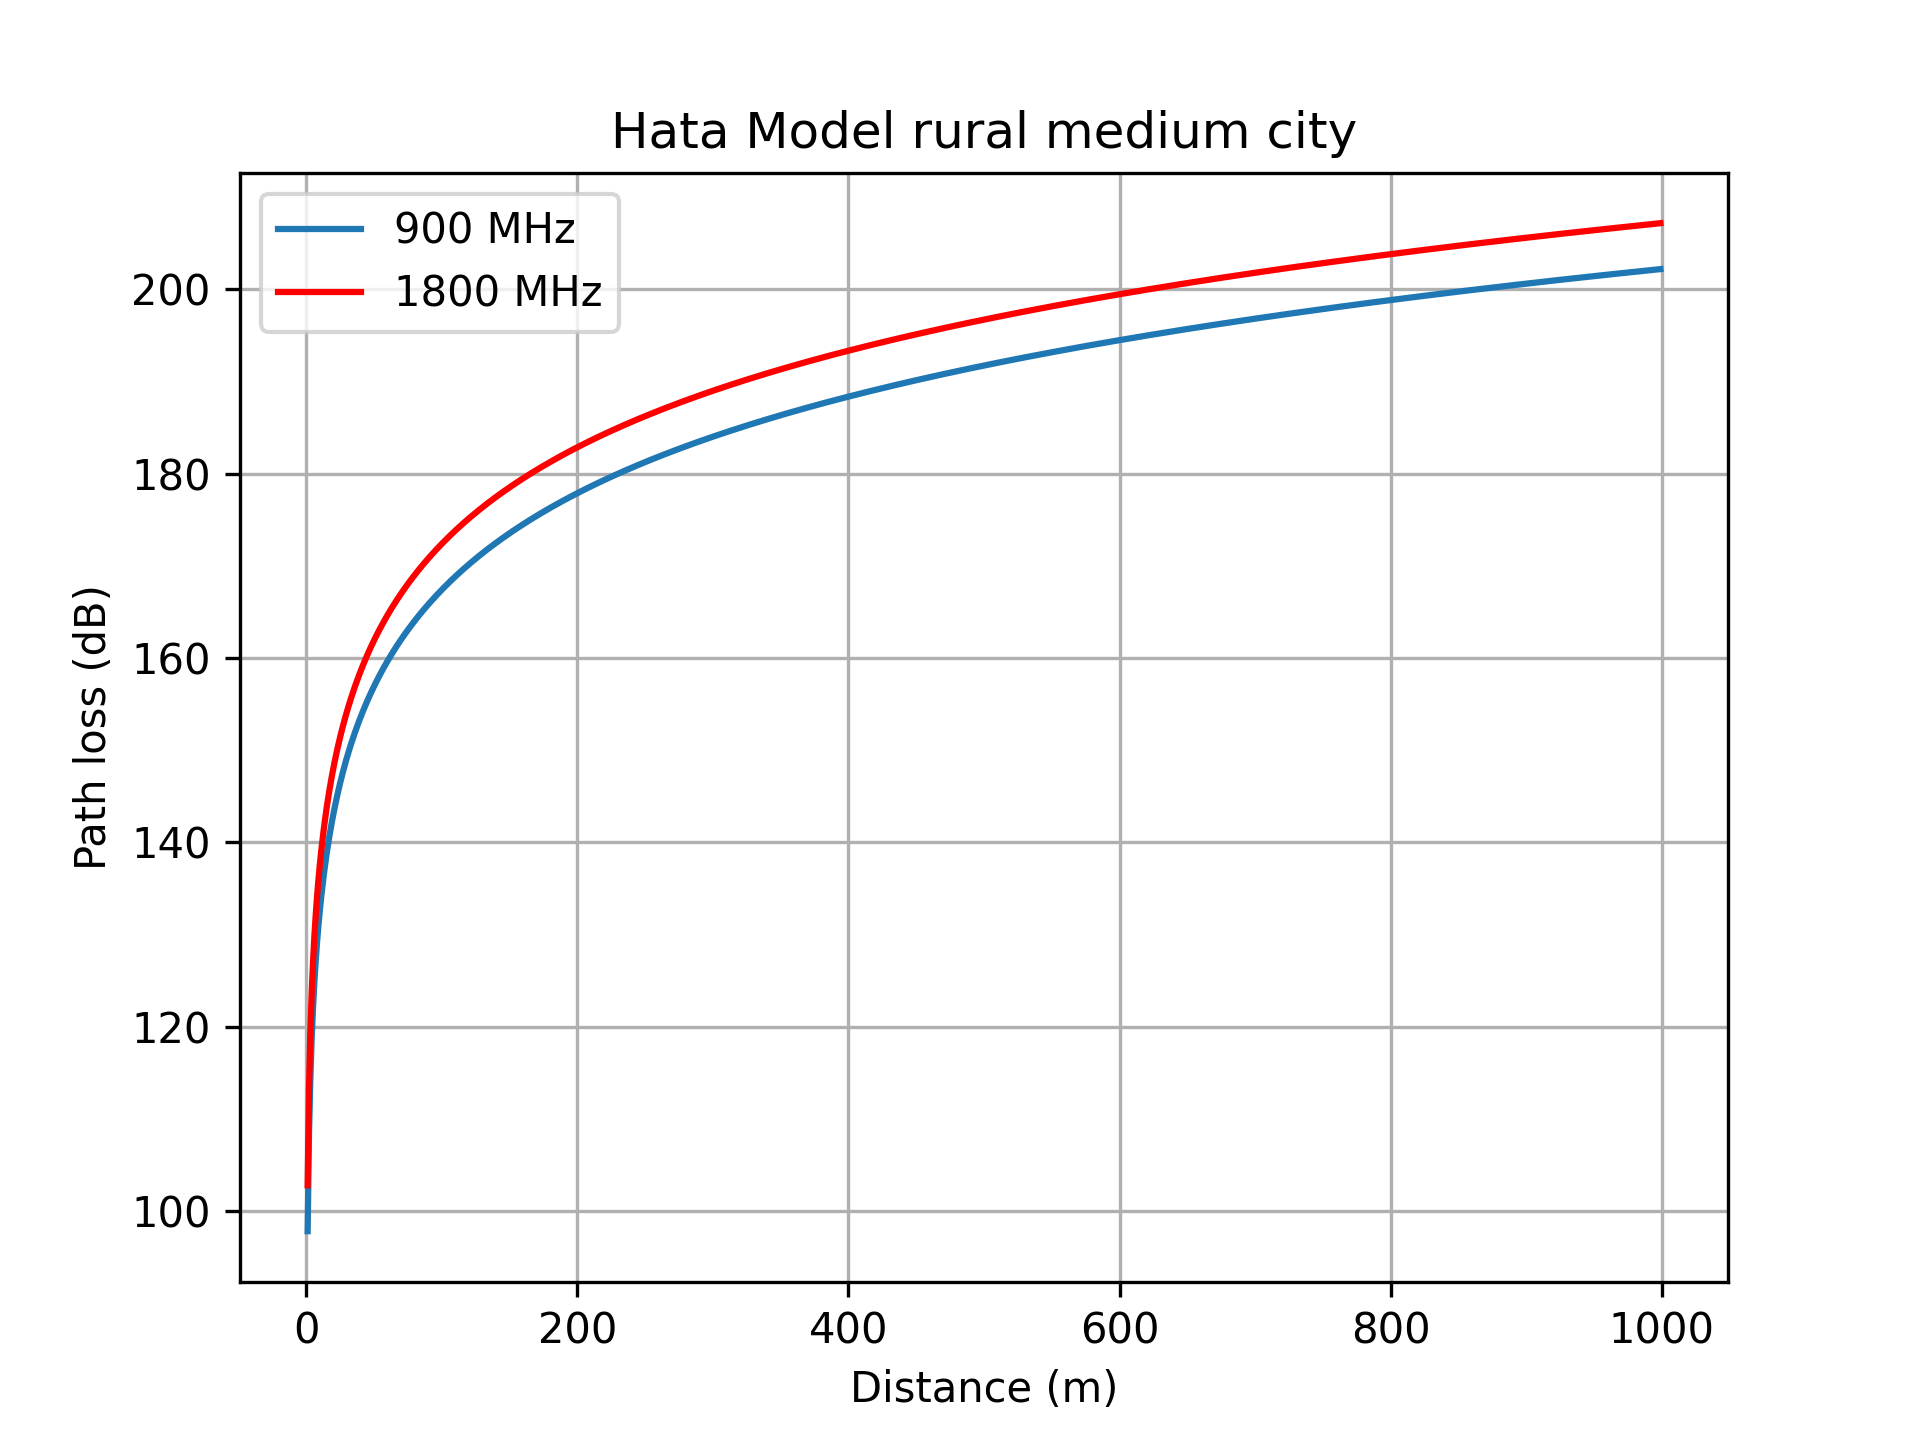 Hata Model rural medium city
900 MHz
1800 MHz
200
180
160
140
120
100
Path loss (dB)
0 200 400 600 800 1000
Distance (m)